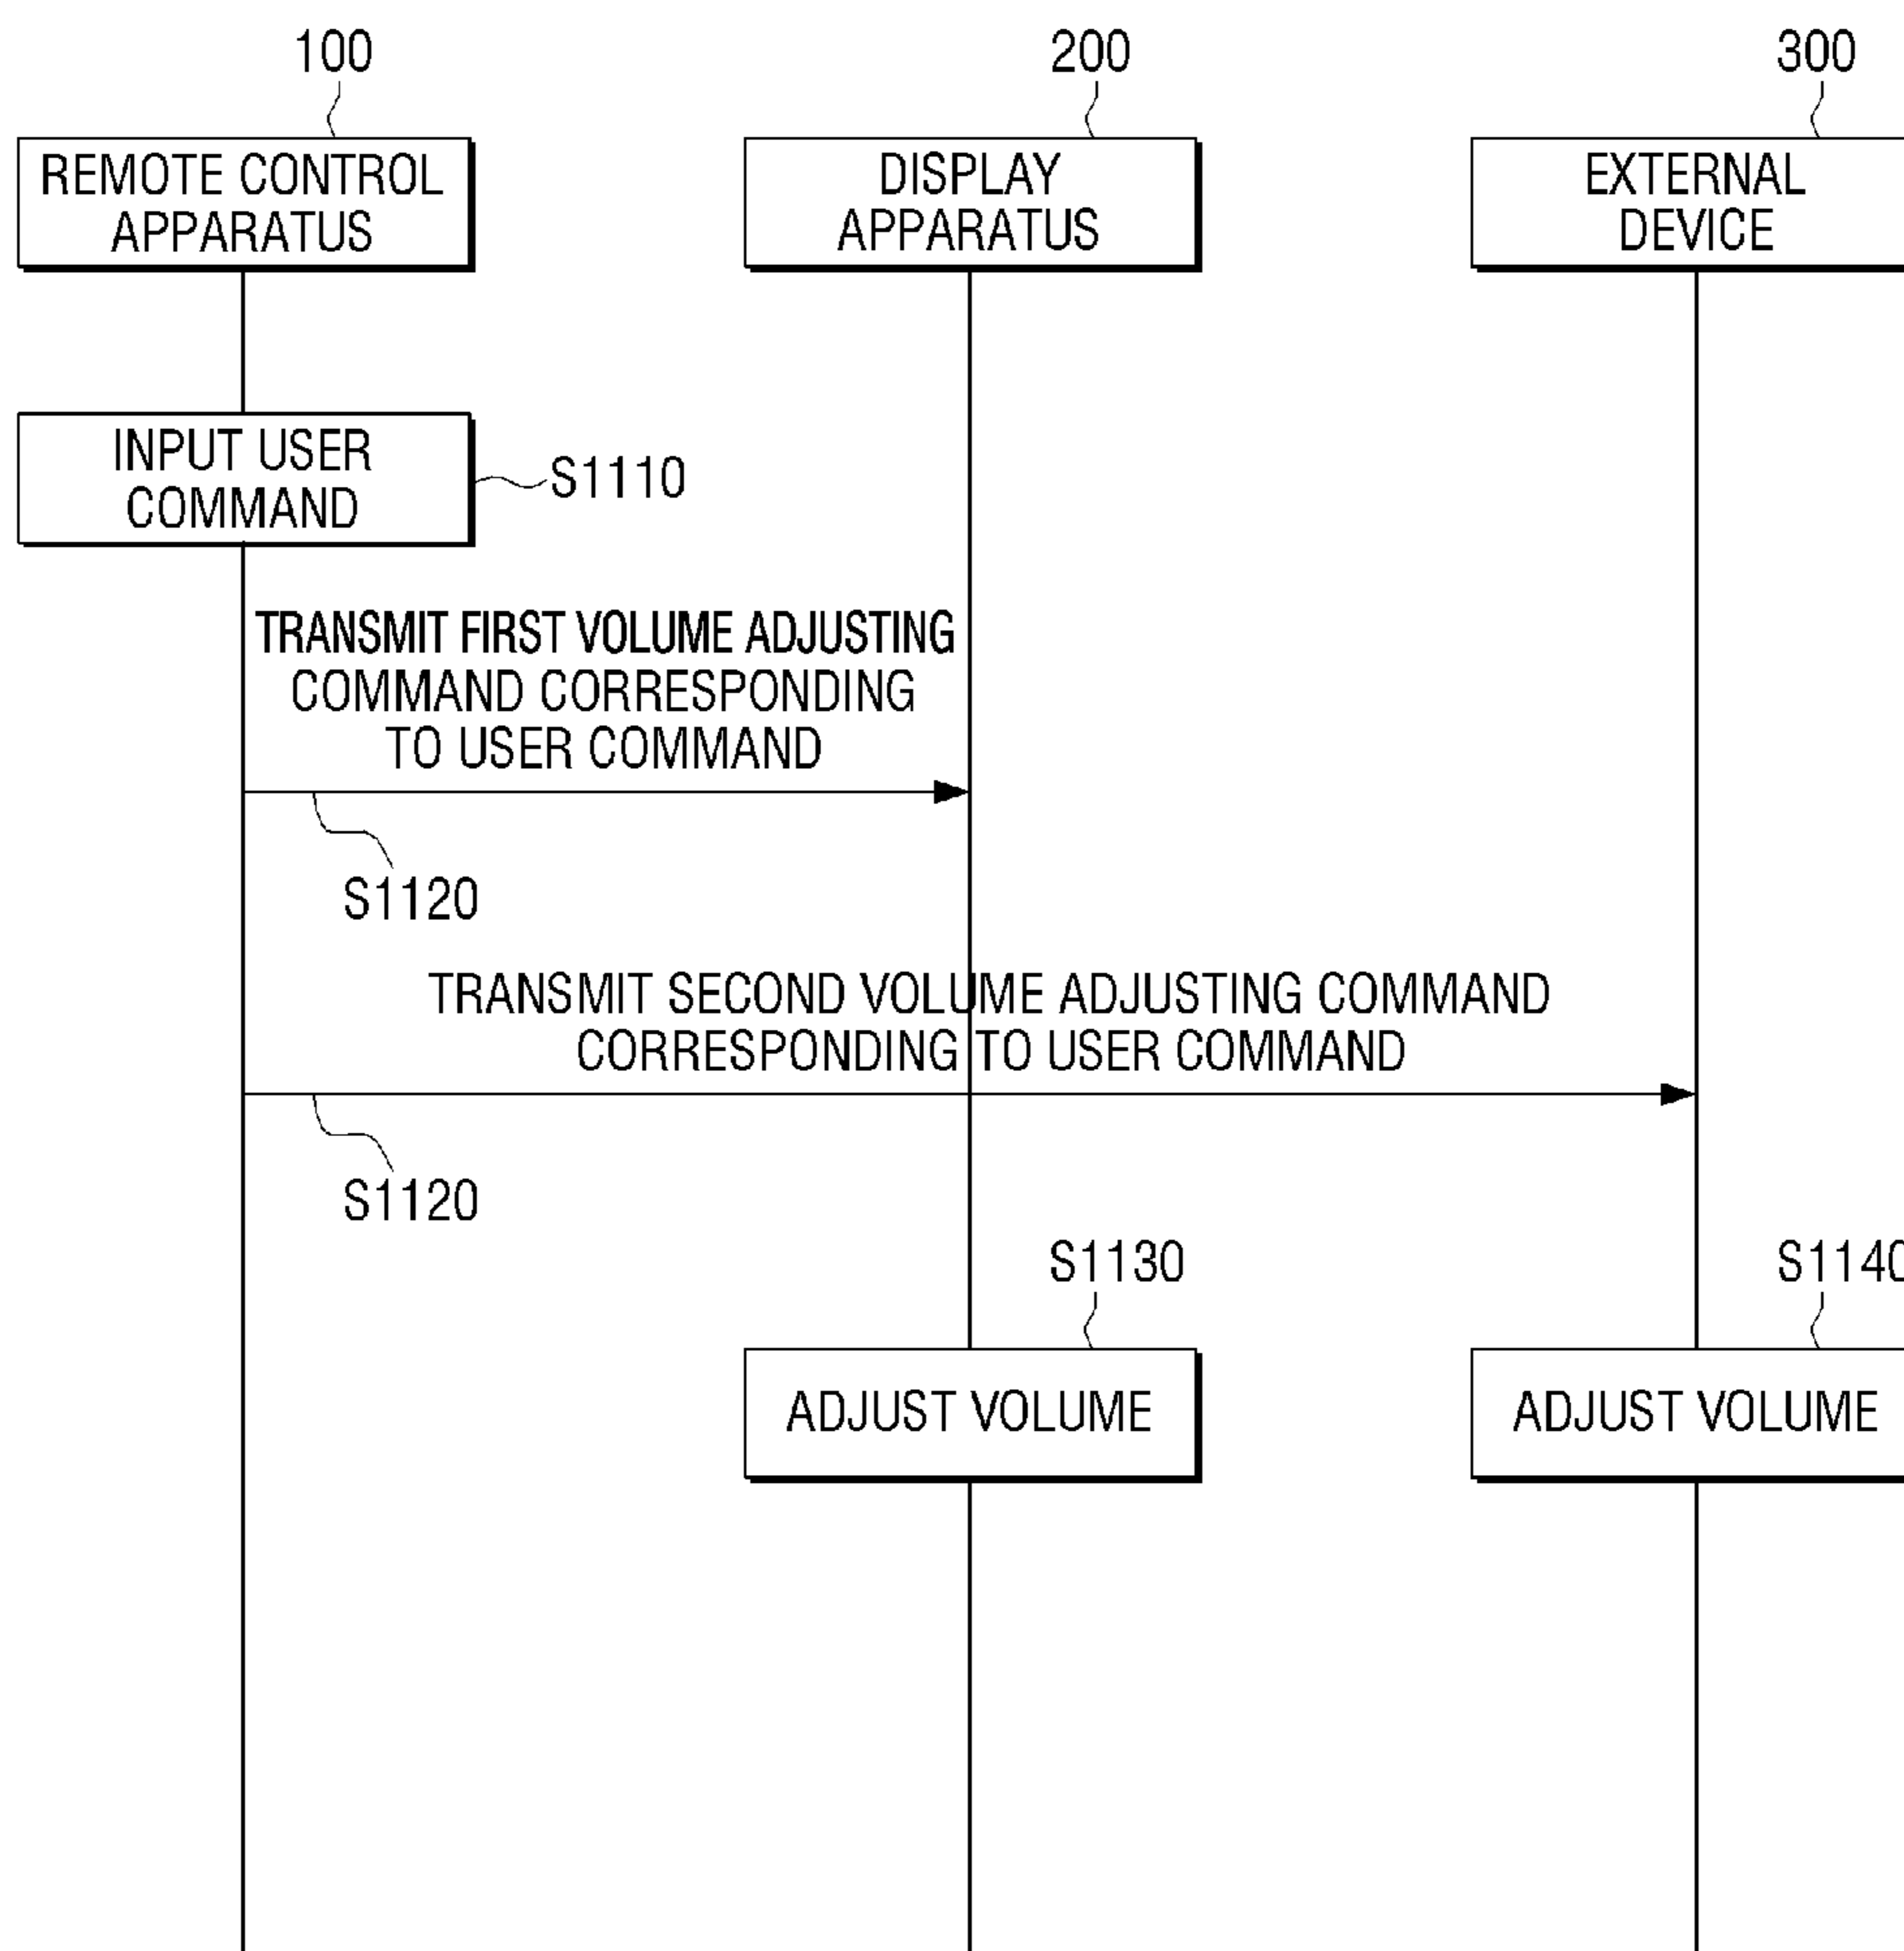 100
200
300
REMOTE CONTROL
APPARATUS
DISPLAY
APPARATUS
EXTERNAL
DEVICE
INPUT USER
COMMAND
S1110
TRANSMIT FIRST VOLUME ADJUSTING
COMMAND CORRESPONDING
TO USER COMMAND
S1120
TRANSMIT SECOND VOLUME ADJUSTING COMMAND
CORRESPONDING TO USER COMMAND
S1120
S1130
S1140
ADJUST VOLUME
ADJUST VOLUME